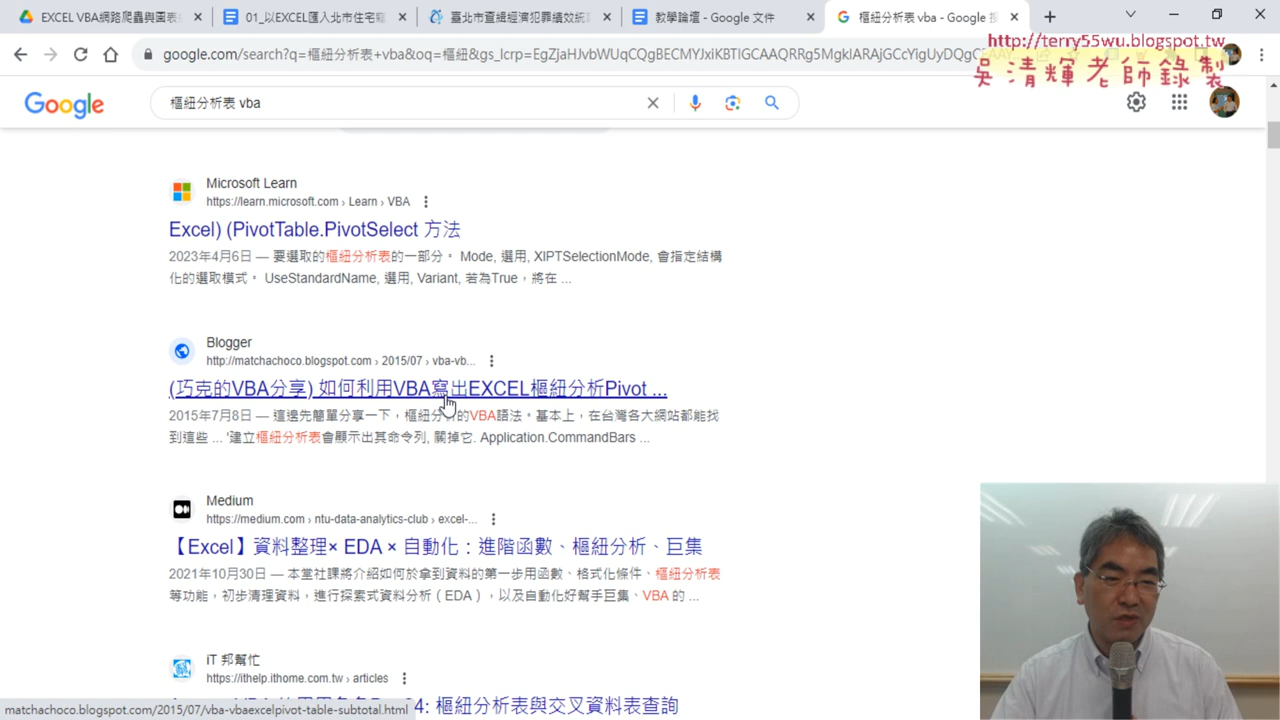 EXCEL VBA網路爬蟲與圖表
01_以EXCEL匯入北市住宅竊
臺北市查緝經濟犯罪績效統
教學論壇 - Google 文件
樞紐分析表 vba - Google 搜
google.com/search?q=樞紐分析表+vba&oq=樞紐&gs_lcrp=EgZjaHJvbWUqCQgBECMYJxiKBTIGCAAQRRg5MgkIARAjGCcYigUyDQgC
http://terry55wu.blogspot.tw
吳清輝老師錄製
Google
樞紐分析表 vba
Microsoft Learn
https://learn.microsoft.com › Learn › VBA
Excel) (PivotTable.PivotSelect 方法
2023年4月6日 — 要選取的樞紐分析表的一部分。 Mode, 選用, XlPTSelectionMode, 會指定結構
化的選取模式。 UseStandardName, 選用, Variant, 若為True，將在 ...
Blogger
http://matchachoco.blogspot.com › 2015/07 › vba-vb...
(巧克的VBA分享) 如何利用VBA寫出EXCEL樞紐分析Pivot ...
2015年7月8日 — 這邊先簡單分享一下，樞紐分析的VBA語法。基本上，在台灣各大網站都能找
到這些 ... '建立樞紐分析表會顯示出其命令列, 關掉它. Application.CommandBars ...
Medium
https://medium.com › ntu-data-analytics-club › excel-...
【Excel】資料整理× EDA × 自動化：進階函數、樞紐分析、巨集
2021年10月30日 — 本堂社課將介紹如何於拿到資料的第一步用函數、格式化條件、樞紐分析表
等功能，初步清理資料，進行探索式資料分析（EDA），以及自動化好幫手巨集、VBA 的 ...
iT 邦幫忙
https://ithelp.ithome.com.tw › articles
4: 樞紐分析表與交叉資料表查詢
matchachoco.blogspot.com/2015/07/vba-vbaexcelpivot-table-subtotal.html